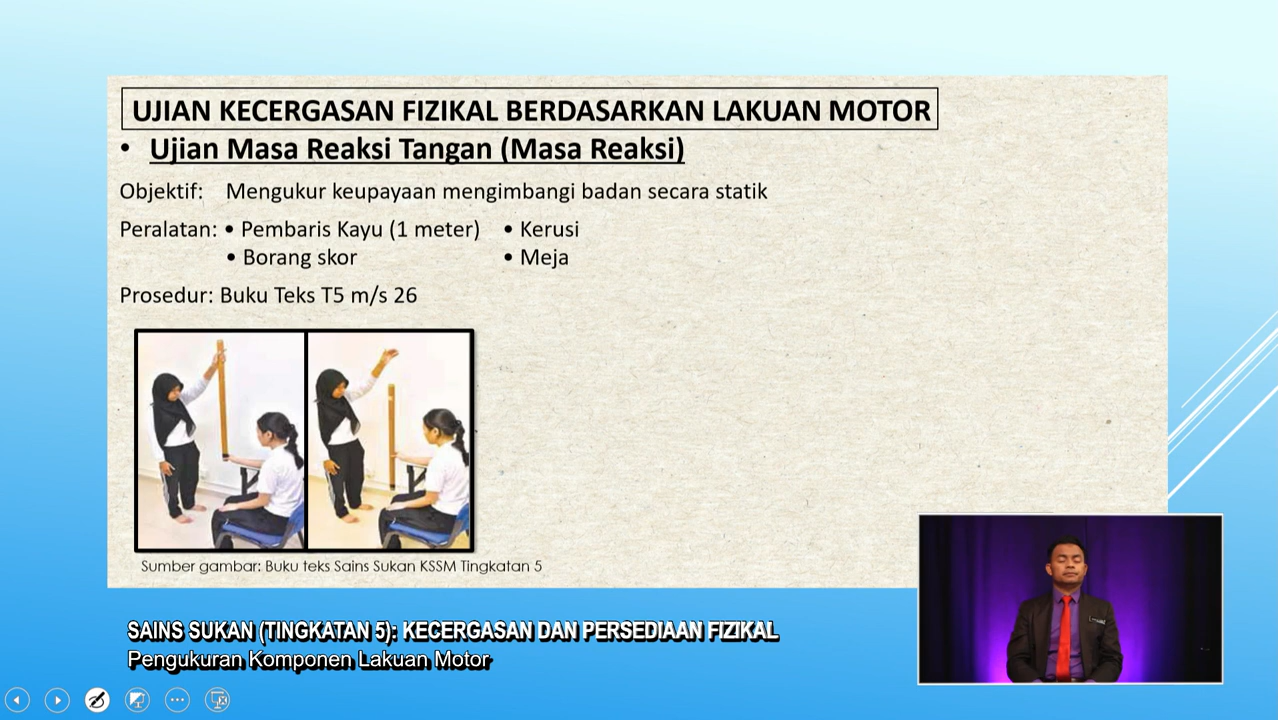 UJIAN KECERGASAN FIZIKAL BERDASARKAN LAKUAN MOTOR
• Ujian Masa Reaksi Tangan (Masa Reaksi)
Objektif: Mengukur keupayaan mengimbangi badan secara statik
Peralatan: • Pembaris Kayu (1 meter) • Kerusi
• Borang skor • Meja
Prosedur: Buku Teks T5 m/s 26
Sumber gambar: Buku teks Sains Sukan KSSM Tingkatan 5
SAINS SUKAN (TINGKATAN 5): KECERGASAN DAN PERSEDIAAN FIZIKAL
Pengukuran Komponen Lakuan Motor